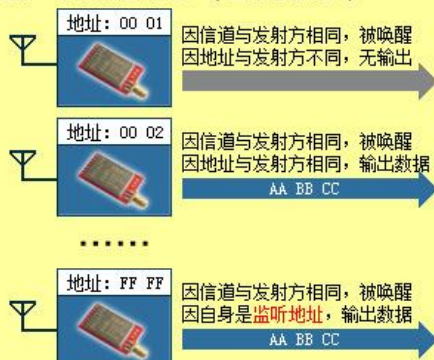 地址：00 01
因信道与发射方相同，被唤醒
因地址与发射方不同，无输出
地址：00 02
因信道与发射方相同，被唤醒
因地址与发射方相同，输出数据
AA BB CC
······
地址：FF FF
因信道与发射方相同，被唤醒
因自身是监听地址，输出数据
AA BB CC